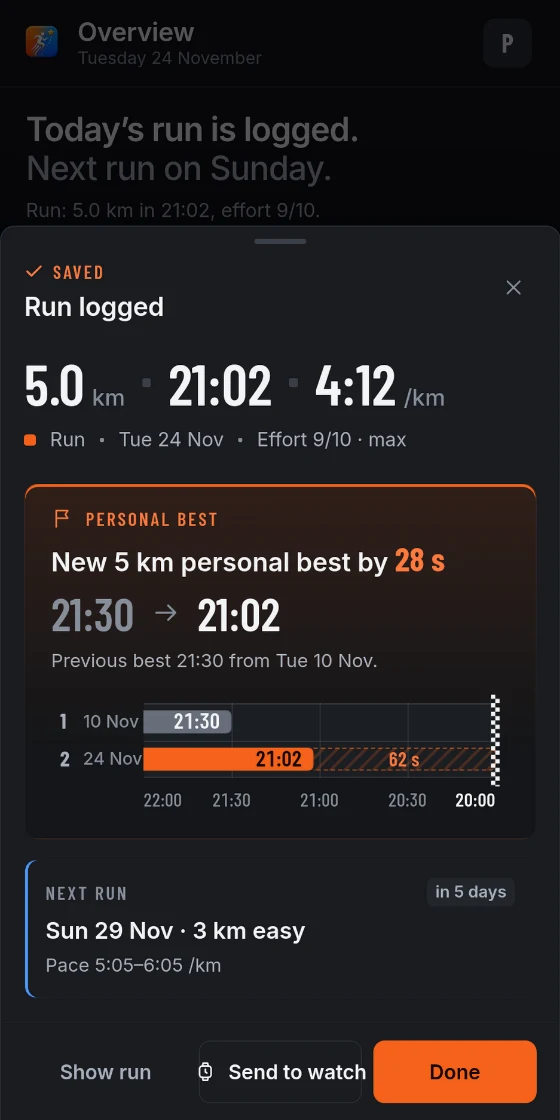 Overview
Tuesday 24 November
P
Today's run is logged.
Next run on Sunday.
Run: 5.0 km in 21:02, effort 9/10.
SAVED
Run logged
5.0 km · 21:02 · 4:12 /km
Run • Tue 24 Nov • Effort 9/10 · max
PERSONAL BEST
New 5 km personal best by 28 s
21:30 → 21:02
Previous best 21:30 from Tue 10 Nov.
1 10 Nov 21:30
2 24 Nov 21:02 62 s
22:00 21:30 21:00 20:30 20:00
NEXT RUN
in 5 days
Sun 29 Nov · 3 km easy
Pace 5:05–6:05 /km
Show run
Send to watch
Done